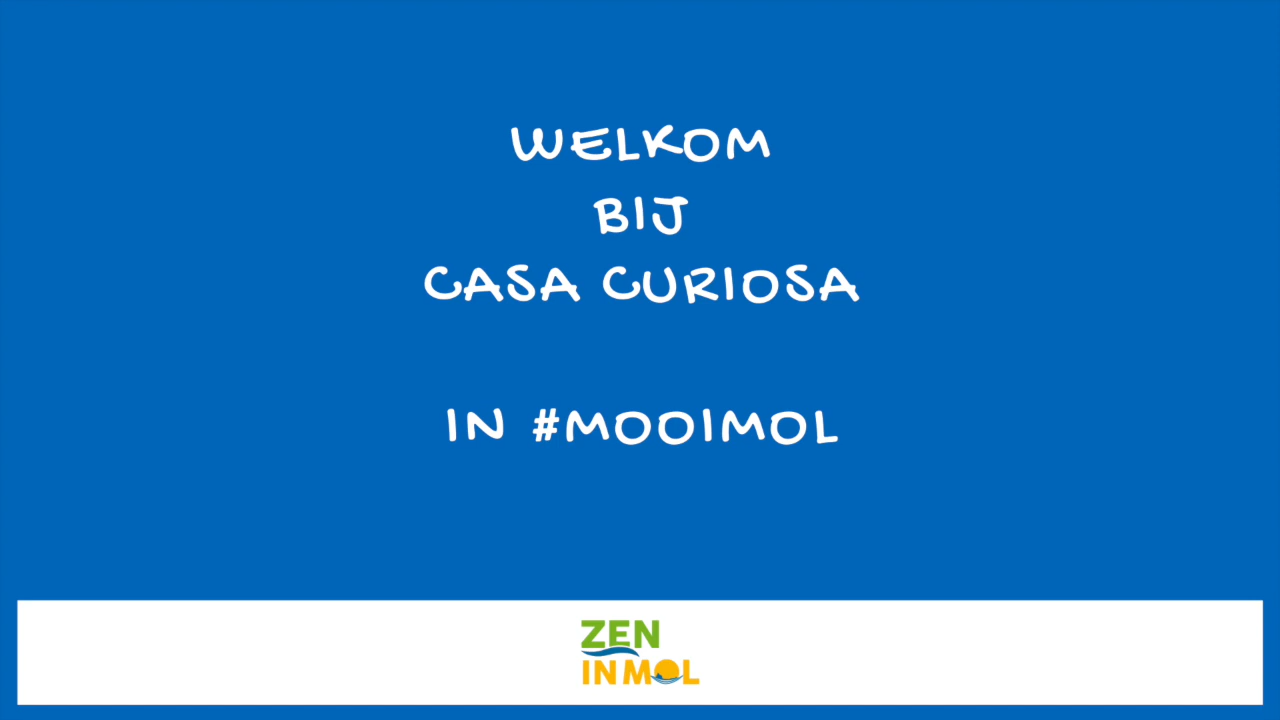 WELKOM
BIJ
CASA CURIOSA
IN #MOOIMOL
ZEN
IN MOL